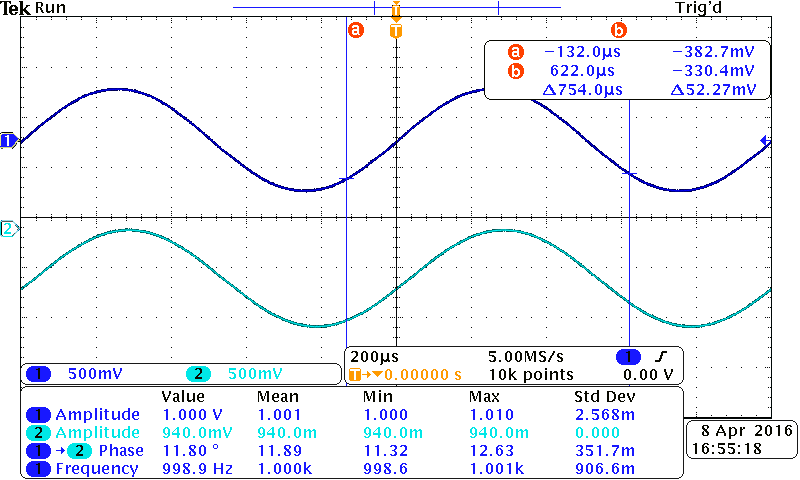 Tek Run Trig'd
T
a b
T
a −132.0µs −382.7mV
b 622.0µs −330.4mV
Δ754.0µs Δ52.27mV
1
2
1 500mV 2 500mV
200µs 5.00MS/s 1
T→▼0.00000 s 10k points 0.00 V
Value Mean Min Max Std Dev
1 Amplitude 1.000 V 1.001 1.000 1.010 2.568m
2 Amplitude 940.0mV 940.0m 940.0m 940.0m 0.000
1 → 2 Phase 11.80 ° 11.89 11.32 12.63 351.7m
1 Frequency 998.9 Hz 1.000k 998.6 1.001k 906.6m
8 Apr 2016
16:55:18